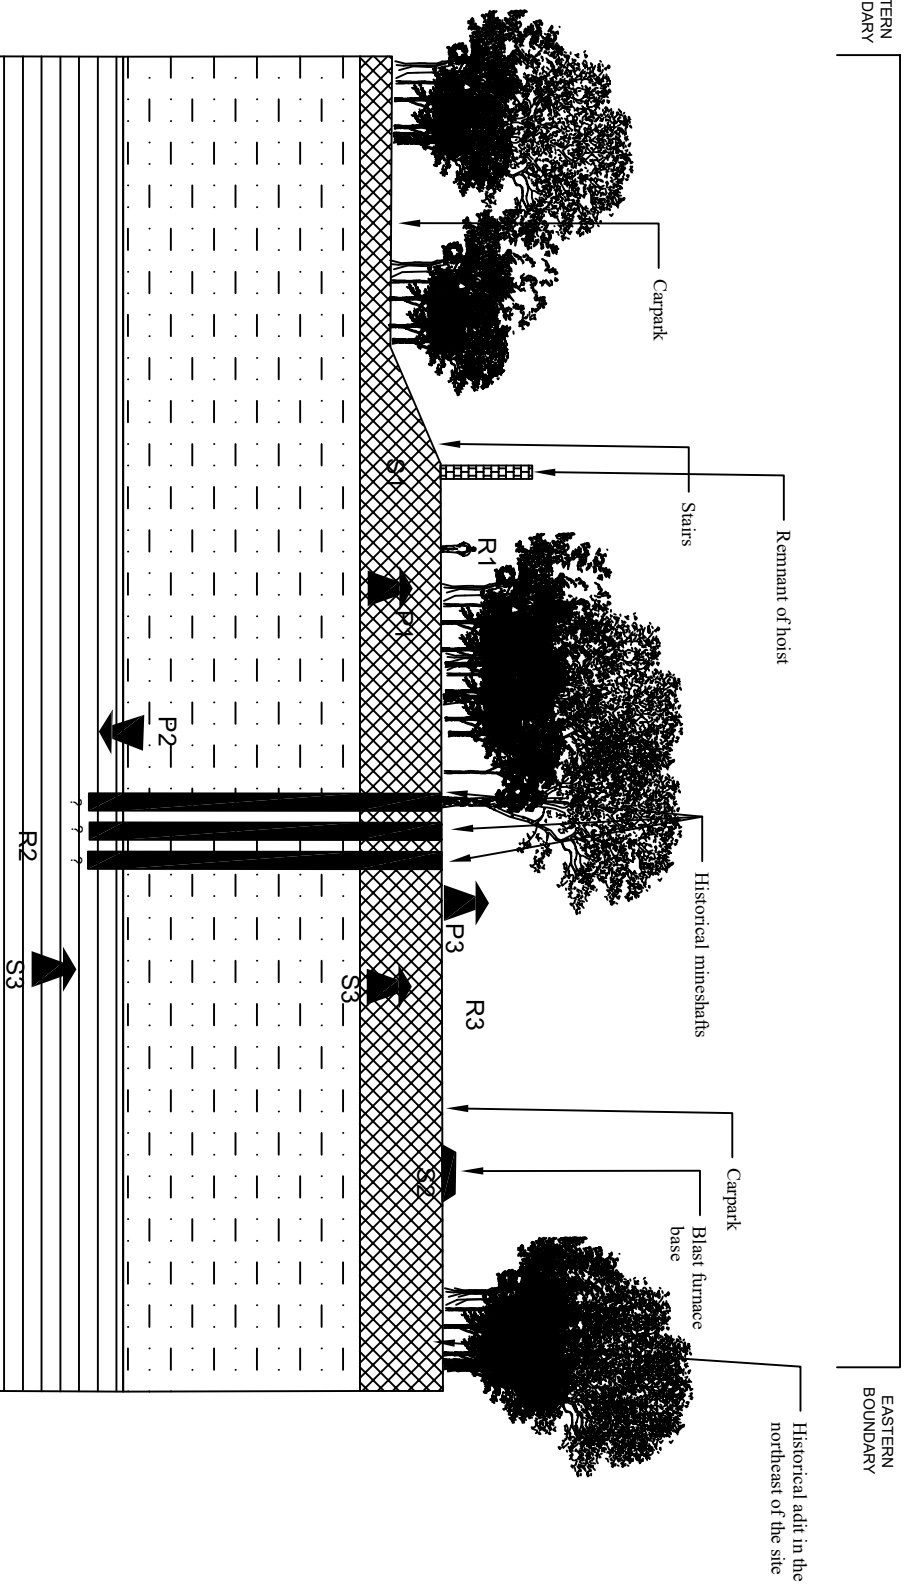 TERN
DARY
EASTERN
BOUNDARY
Carpark
Stairs
Remnant of hoist
Historical mineshafts
Carpark
Blast furnace
base
Historical adit in the
northeast of the site
R1
S1
P1
P2
P3
R3
S3
S2
? ? ?
R2
S3